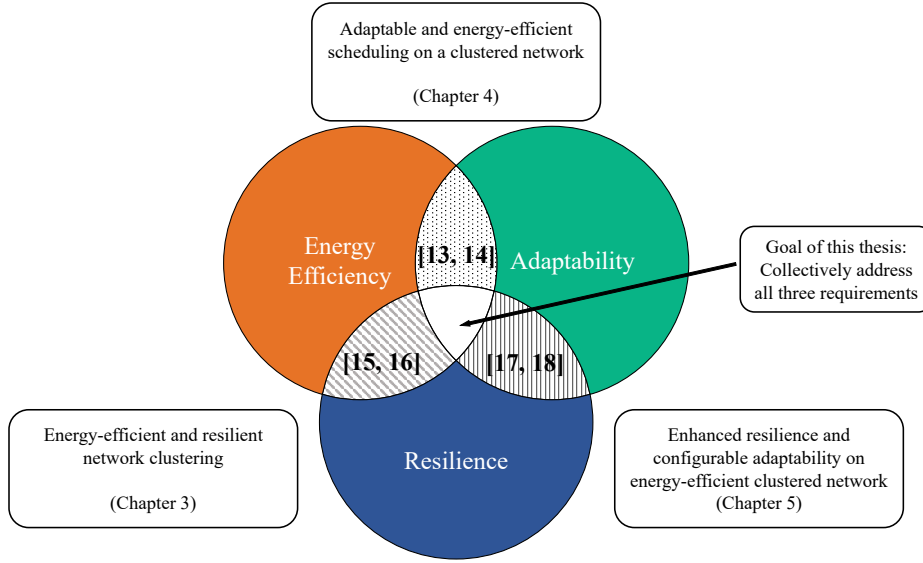 Adaptable and energy-efficient
scheduling on a clustered network
(Chapter 4)
Energy
Efficiency
[13, 14]
Adaptability
Goal of this thesis:
Collectively address
all three requirements
[15, 16]
[17, 18]
Resilience
Energy-efficient and resilient
network clustering
(Chapter 3)
Enhanced resilience and
configurable adaptability on
energy-efficient clustered network
(Chapter 5)